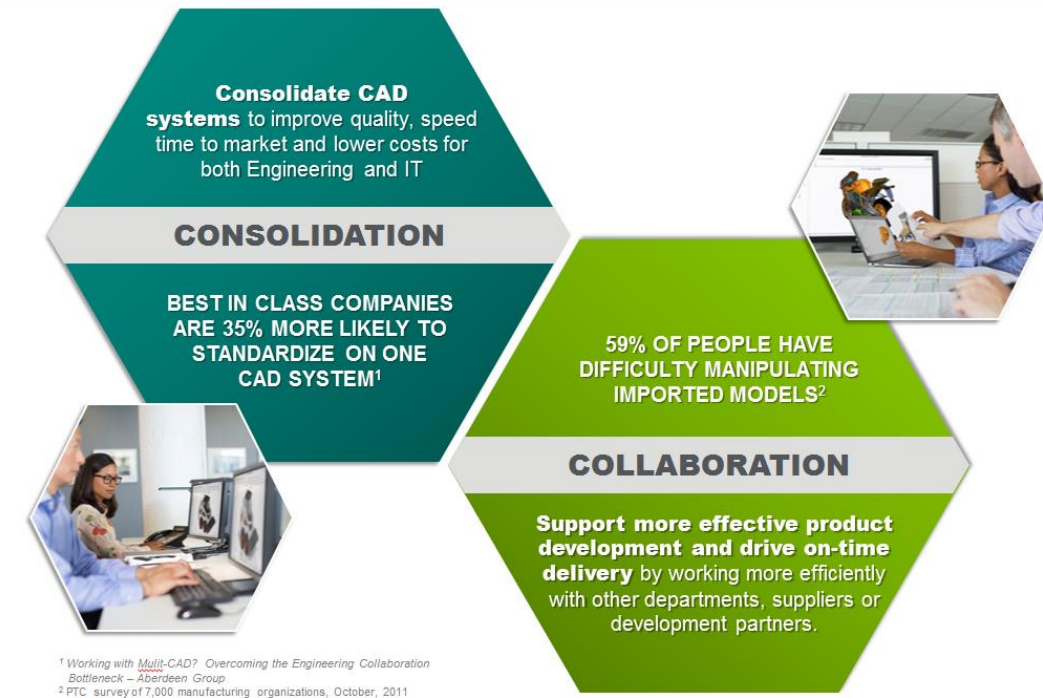 Consolidate CAD
systems to improve quality, speed
time to market and lower costs for
both Engineering and IT
CONSOLIDATION
BEST IN CLASS COMPANIES
ARE 35% MORE LIKELY TO
STANDARDIZE ON ONE
CAD SYSTEM¹
59% OF PEOPLE HAVE
DIFFICULTY MANIPULATING
IMPORTED MODELS²
COLLABORATION
Support more effective product
development and drive on-time
delivery by working more efficiently
with other departments, suppliers or
development partners.
¹ Working with Mulit-CAD? Overcoming the Engineering Collaboration
Bottleneck – Aberdeen Group
² PTC survey of 7,000 manufacturing organizations, October, 2011